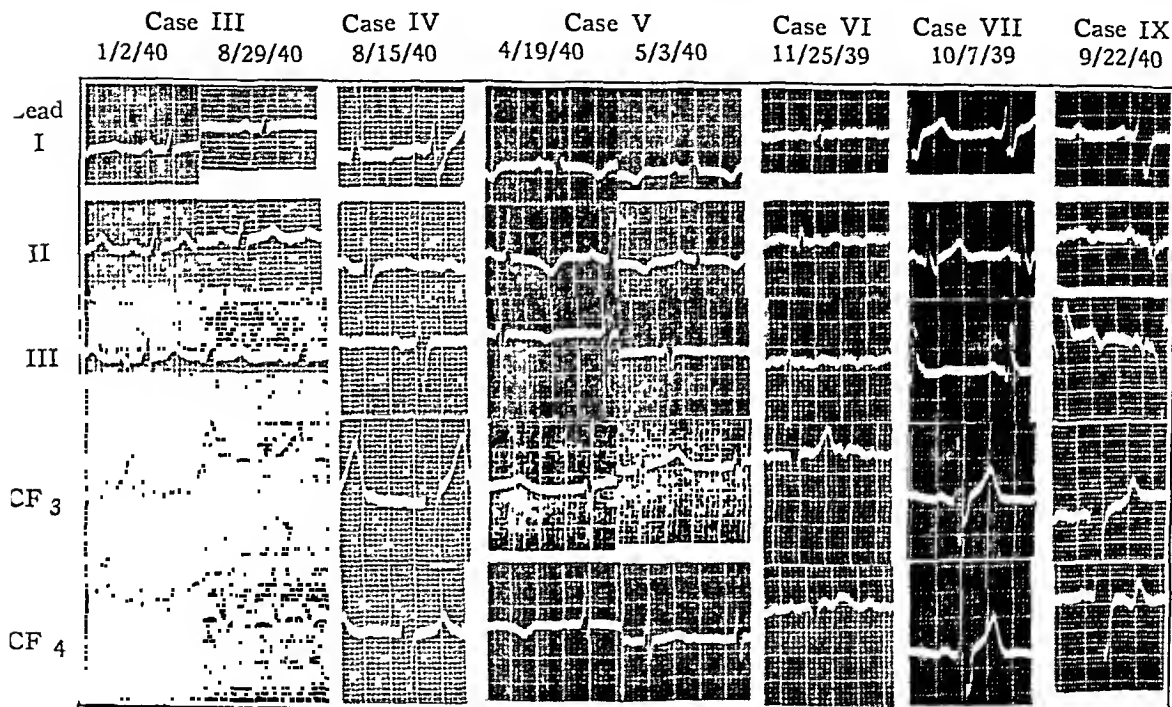 Case III Case IV Case V Case VI Case VII Case IX
1/2/40 8/29/40 8/15/40 4/19/40 5/3/40 11/25/39 10/7/39 9/22/40
ead
I
II
III
CF 3
CF 4